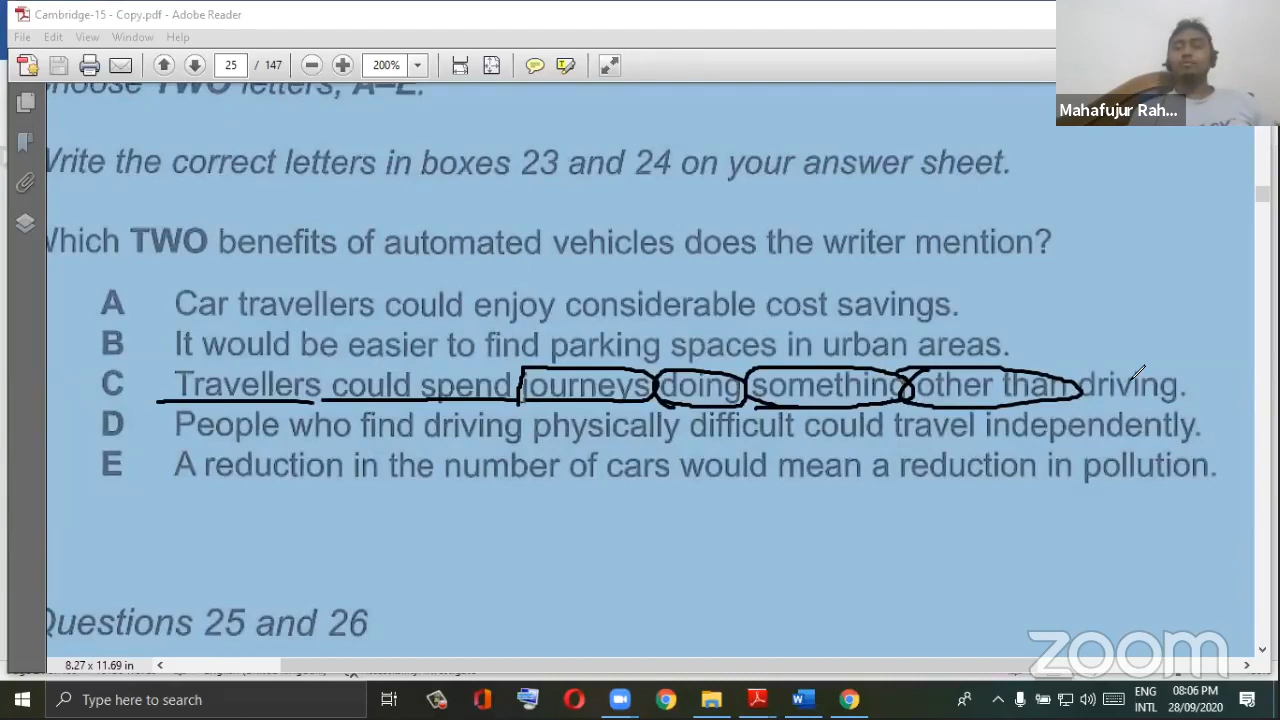 Cambridge-15 - Copy.pdf - Adobe Reader
File Edit View Window Help
25 / 147 200%
Mahafujur Rah...
Choose TWO letters, A–E.
Write the correct letters in boxes 23 and 24 on your answer sheet.
Which TWO benefits of automated vehicles does the writer mention?
A Car travellers could enjoy considerable cost savings.
B It would be easier to find parking spaces in urban areas.
C Travellers could spend journeys doing something other than driving.
D People who find driving physically difficult could travel independently.
E A reduction in the number of cars would mean a reduction in pollution.
Questions 25 and 26
zoom
8.27 x 11.69 in
Type here to search
ENG 08:06 PM
INTL 28/09/2020